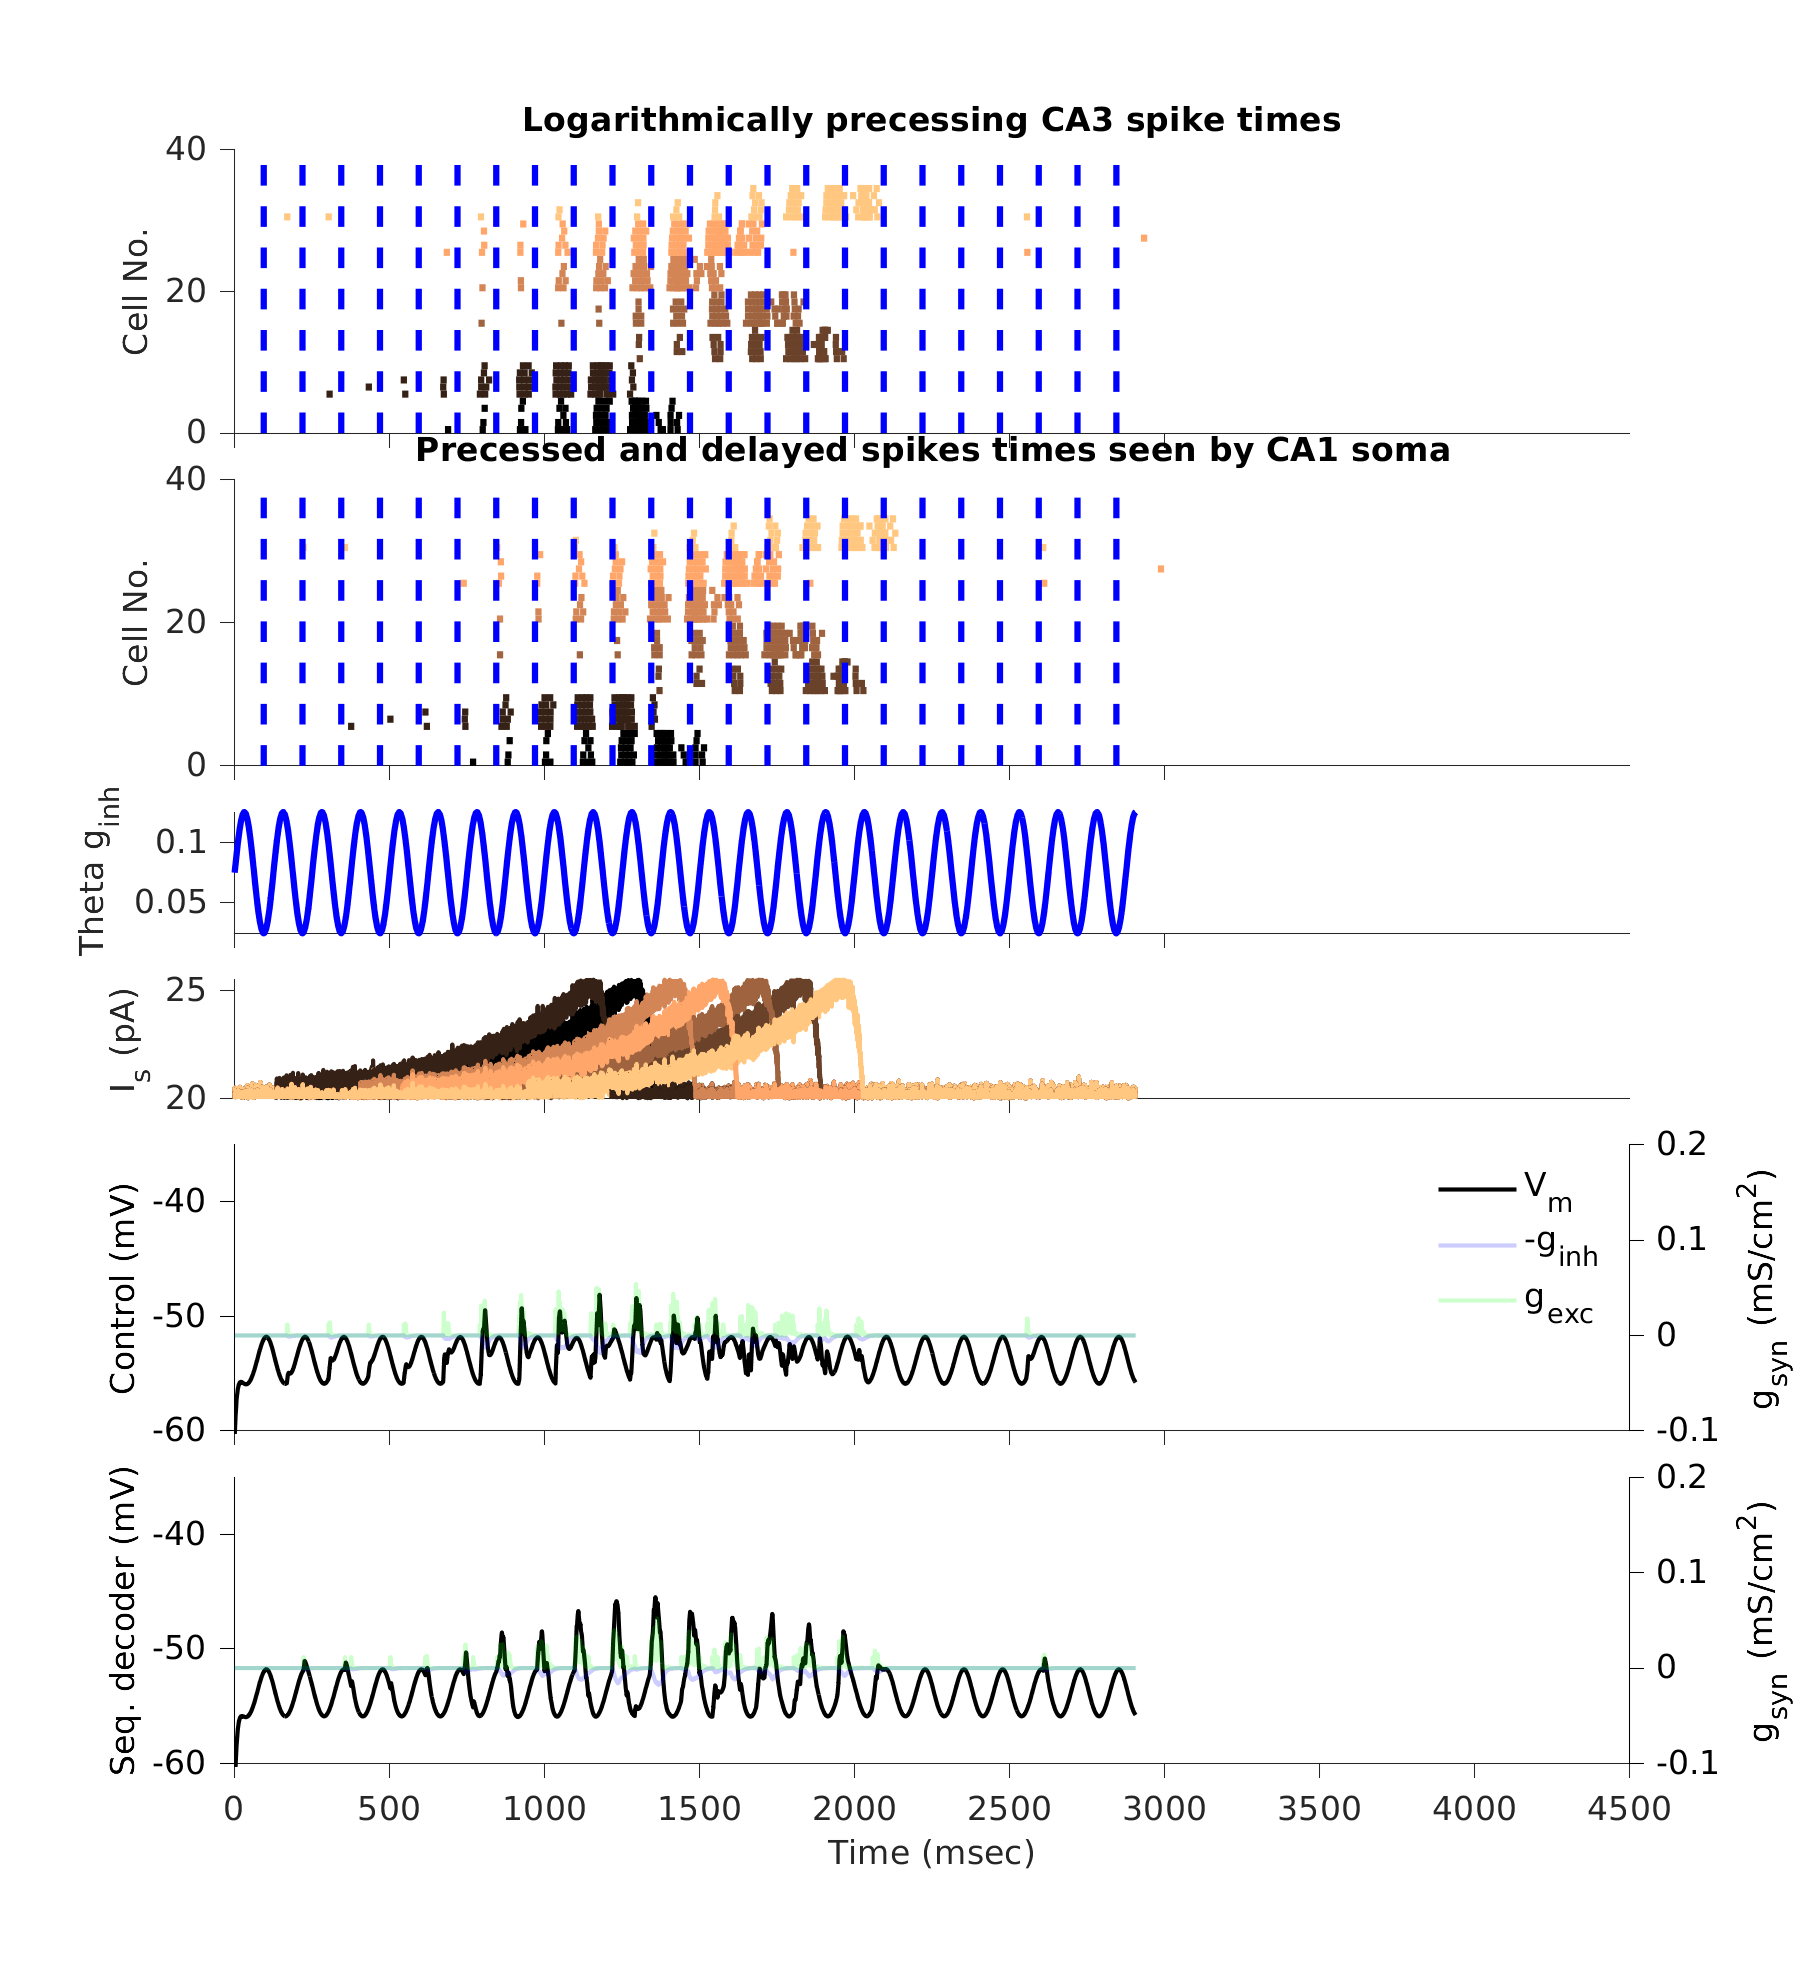 Logarithmically precessing CA3 spike times
40
20
0
Cell No.
Precessed and delayed spikes times seen by CA1 soma
40
20
0
Cell No.
0.1
0.05
Theta g_inh
25
20
I_s (pA)
-40
-50
-60
Control (mV)
V_m
-g_inh
g_exc
0.2
0.1
0
-0.1
g_syn (mS/cm^2)
-40
-50
-60
Seq. decoder (mV)
0.2
0.1
0
-0.1
g_syn (mS/cm^2)
0 500 1000 1500 2000 2500 3000 3500 4000 4500
Time (msec)